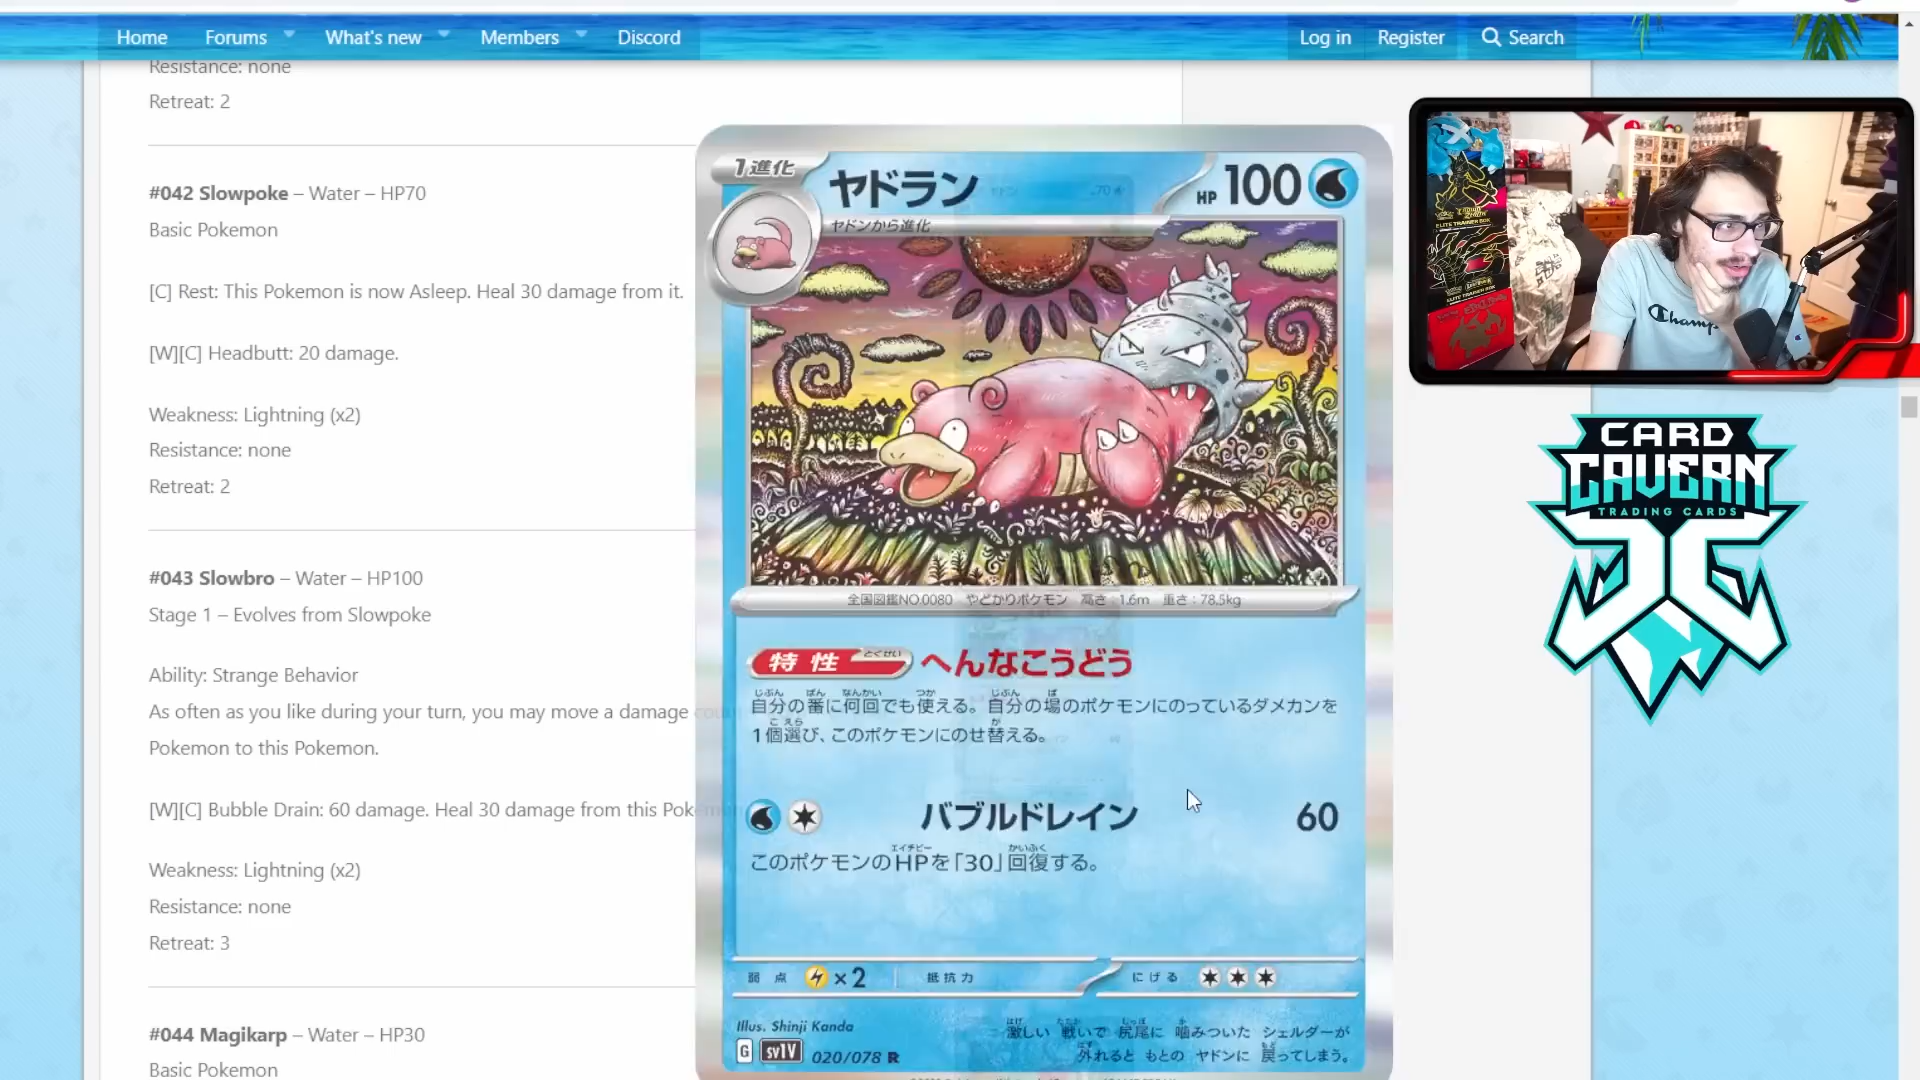 Home Forums What's new Members Discord Log in Register Search
Resistance: none
Retreat: 2
#042 Slowpoke – Water – HP70
Basic Pokemon
[C] Rest: This Pokemon is now Asleep. Heal 30 damage from it.
[W][C] Headbutt: 20 damage.
Weakness: Lightning (x2)
Resistance: none
Retreat: 2
#043 Slowbro – Water – HP100
Stage 1 – Evolves from Slowpoke
Ability: Strange Behavior
As often as you like during your turn, you may move a damage
Pokemon to this Pokemon.
[W][C] Bubble Drain: 60 damage. Heal 30 damage from this
Weakness: Lightning (x2)
Resistance: none
Retreat: 3
#044 Magikarp – Water – HP30
Basic Pokemon
1進化 ヤドラン HP 100
ヤドンから進化
全国図鑑NO.0080 やどかりポケモン 高さ:1.6m 重さ:78.5kg
特性 とくせい へんなこうどう
自分の番に何回でも使える。自分の場のポケモンにのっているダメカンを
1個選び、このポケモンにのせ替える。
バブルドレイン 60
このポケモンのHPを「30」回復する。
弱点 ×2 抵抗力 にげる
Illus. Shinji Kanda
G sv1V 020/078 R
激しい 戦いで 尻尾に 噛みついた シェルダーが
外れると もとの ヤドンに 戻ってしまう。
Champ
CARD
CAVERN
TRADING CARDS
ELITE TRAINER BOX
ELITE TRAINER BOX